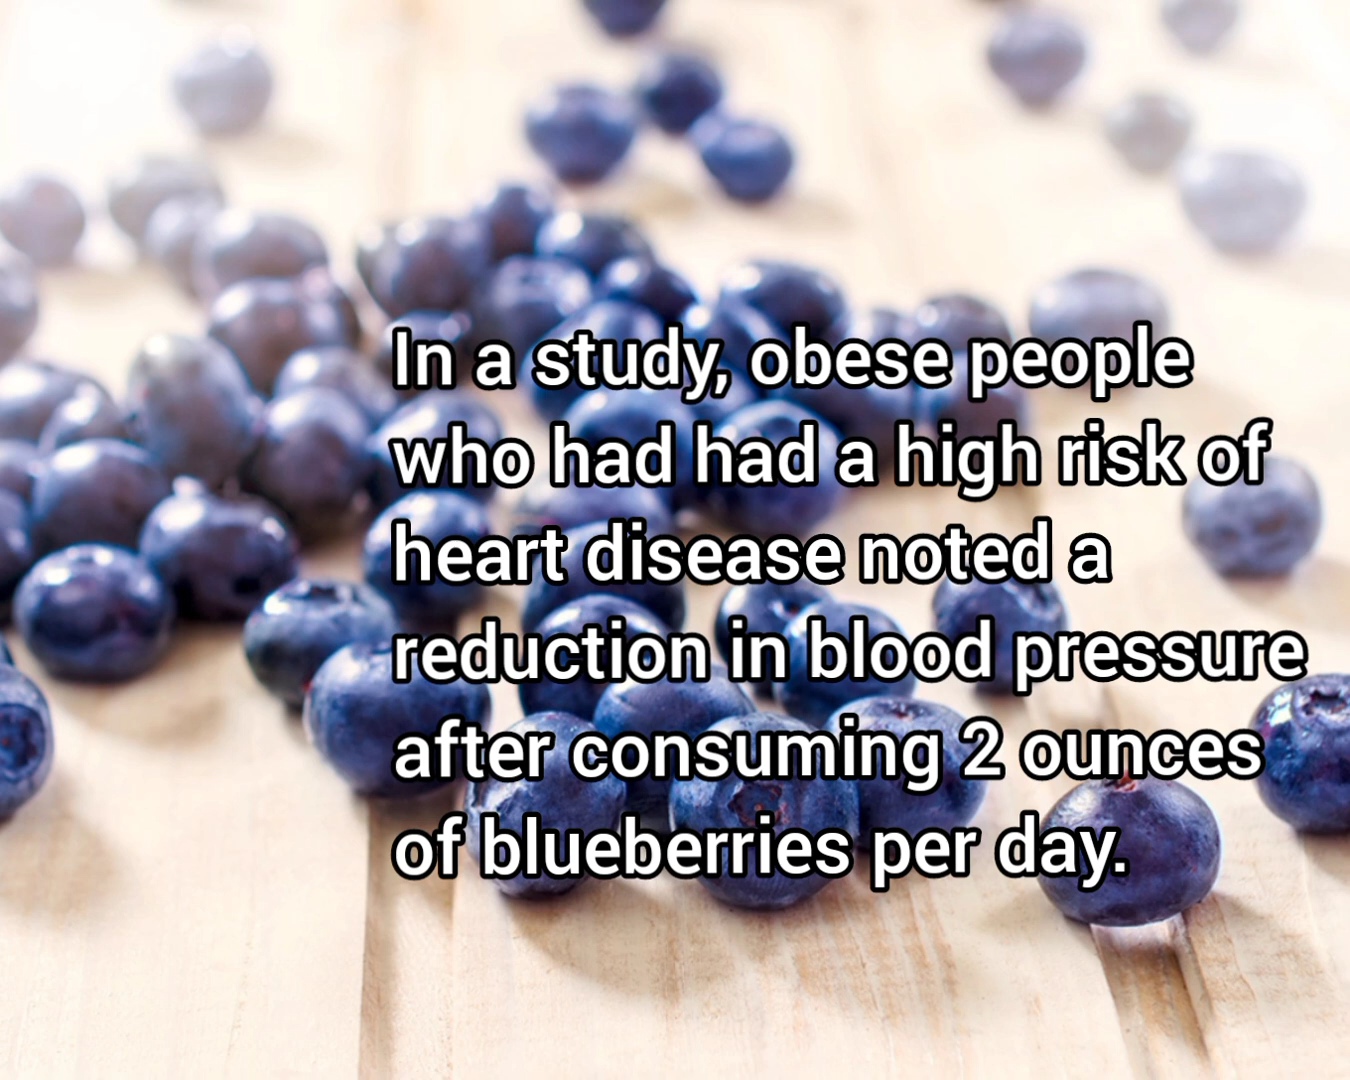 In a study, obese people
who had had a high risk of
heart disease noted a
reduction in blood pressure
after consuming 2 ounces
of blueberries per day.